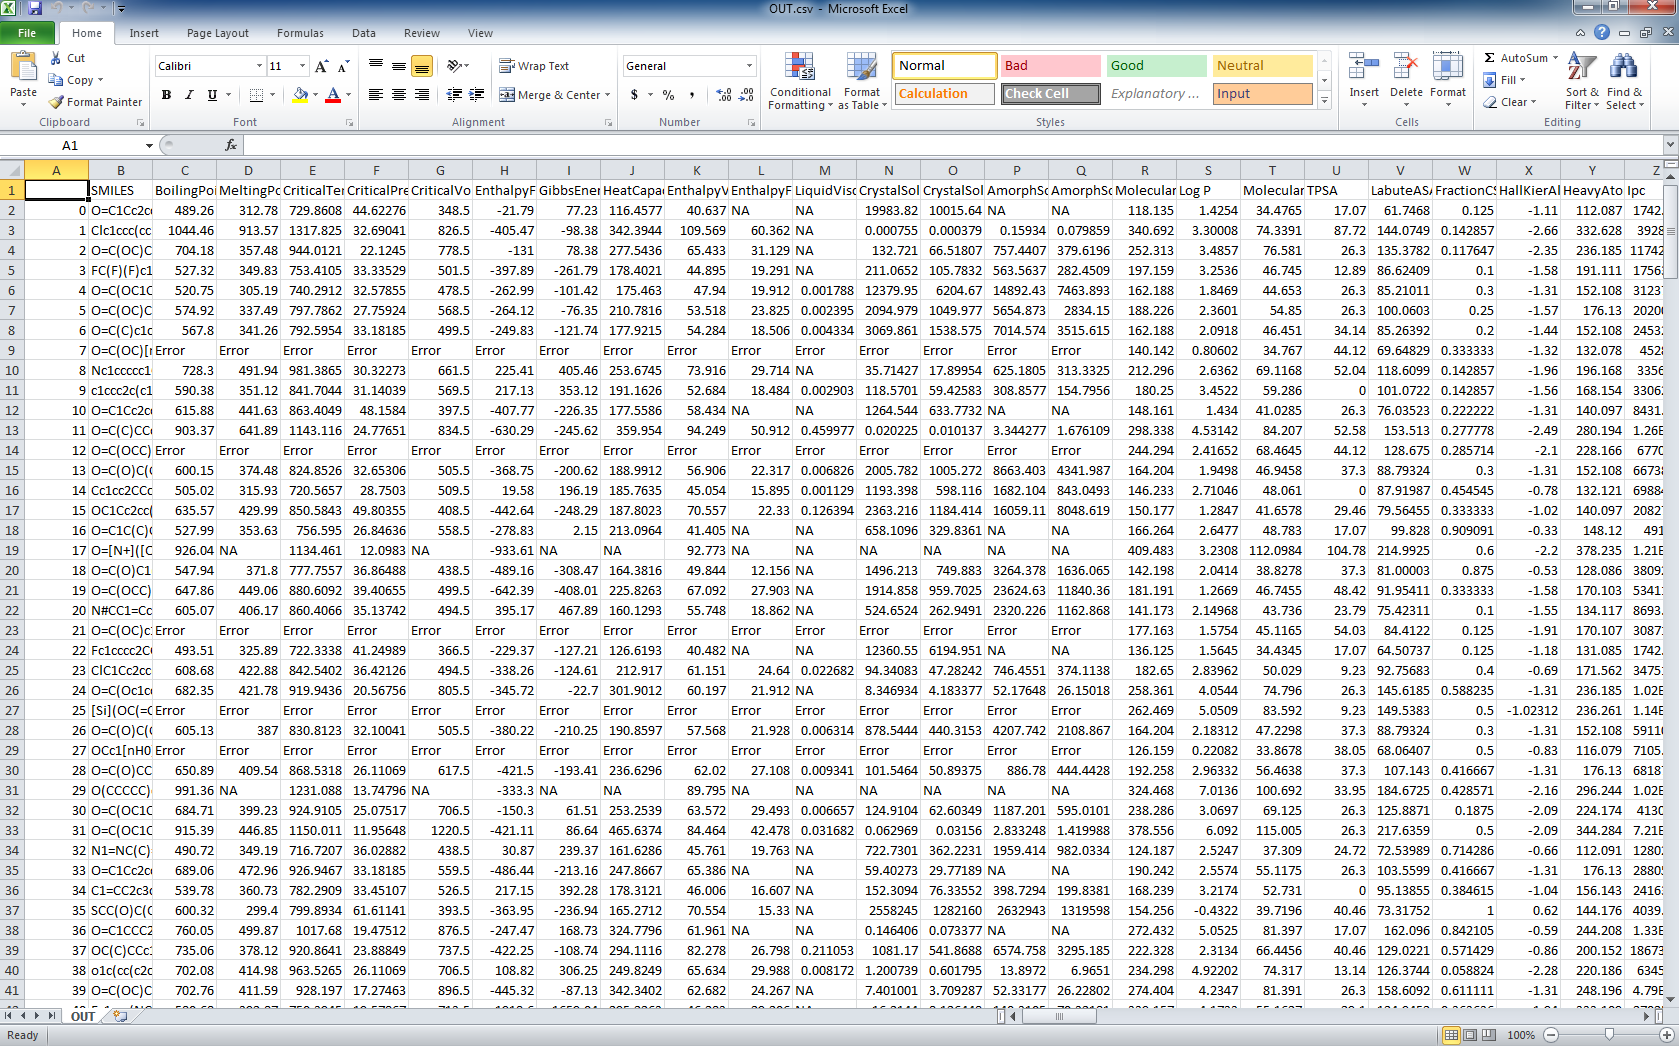 OUT.csv - Microsoft Excel
File Home Insert Page Layout Formulas Data Review View
Paste Cut Copy Format Painter Clipboard
Calibri 11 B I U Font
Wrap Text Merge & Center Alignment
General $ % , Number
Conditional Formatting Format as Table
Normal Bad Good Neutral
Calculation Check Cell Explanatory ... Input
Styles
Insert Delete Format Cells
Σ AutoSum Fill Clear Sort & Filter Find & Select Editing
A1 fx
A B C D E F G H I J K L M N O P Q R S T U V W X Y Z
1 SMILES BoilingPoi MeltingPo CriticalTer CriticalPre CriticalVo EnthalpyF GibbsEner HeatCapac EnthalpyV EnthalpyF LiquidVisc CrystalSol CrystalSol AmorphSo AmorphSo Molecular Log P Molecular TPSA LabuteASA FractionCS HallKierAl HeavyAto Ipc
2 0 O=C1Cc2c 489.26 312.78 729.8608 44.62276 348.5 -21.79 77.23 116.4577 40.637 NA NA 19983.82 10015.64 NA NA 118.135 1.4254 34.4765 17.07 61.7468 0.125 -1.11 112.087 1742.
3 1 Clc1ccc(cc 1044.46 913.57 1317.825 32.69041 826.5 -405.47 -98.38 342.3944 109.569 60.362 NA 0.000755 0.000379 0.15934 0.079859 340.692 3.30008 74.3391 87.72 144.0749 0.142857 -2.66 332.628 3928
4 2 O=C(OC)C 704.18 357.48 944.0121 22.1245 778.5 -131 78.38 277.5436 65.433 31.129 NA 132.721 66.51807 757.4407 379.6196 252.313 3.4857 76.581 26.3 135.3782 0.117647 -2.35 236.185 11742
5 3 FC(F)(F)c1 527.32 349.83 753.4105 33.33529 501.5 -397.89 -261.79 178.4021 44.895 19.291 NA 211.0652 105.7832 563.5637 282.4509 197.159 3.2536 46.745 12.89 86.62409 0.1 -1.58 191.111 1756
6 4 O=C(OC1C 520.75 305.19 740.2912 32.57855 478.5 -262.99 -101.42 175.463 47.94 19.912 0.001788 12379.95 6204.67 14892.43 7463.893 162.188 1.8469 44.653 26.3 85.21011 0.3 -1.31 152.108 3123
7 5 O=C(OC)C 574.92 337.49 797.7862 27.75924 568.5 -264.12 -76.35 210.7816 53.518 23.825 0.002395 2094.979 1049.977 5654.873 2834.15 188.226 2.3601 54.85 26.3 100.0603 0.25 -1.57 176.13 2020
8 6 O=C(C)c1c 567.8 341.26 792.5954 33.18185 499.5 -249.83 -121.74 177.9215 54.284 18.506 0.004334 3069.861 1538.575 7014.574 3515.615 162.188 2.0918 46.451 34.14 85.26392 0.2 -1.44 152.108 2453
9 7 O=C(OC)[n Error Error Error Error Error Error Error Error Error Error Error Error Error Error Error 140.142 0.80602 34.767 44.12 69.64829 0.333333 -1.32 132.078 452
10 8 Nc1ccccc1 728.3 491.94 981.3865 30.32273 661.5 225.41 405.46 253.6745 73.916 29.714 NA 35.71427 17.89954 625.1805 313.3325 212.296 2.6362 69.1168 52.04 118.6099 0.142857 -1.96 196.168 3356
11 9 c1ccc2c(c1 590.38 351.12 841.7044 31.14039 569.5 217.13 353.12 191.1626 52.684 18.484 0.002903 118.5701 59.42583 308.8577 154.7956 180.25 3.4522 59.286 0 101.0722 0.142857 -1.56 168.154 3306
12 10 O=C1Cc2c 615.88 441.63 863.4049 48.1584 397.5 -407.77 -226.35 177.5586 58.434 NA NA 1264.544 633.7732 NA NA 148.161 1.434 41.0285 26.3 76.03523 0.222222 -1.31 140.097 8431.
13 11 O=C(C)CC 903.37 641.89 1143.116 24.77651 834.5 -630.29 -245.62 359.954 94.249 50.912 0.459977 0.020225 0.010137 3.344277 1.676109 298.338 4.53142 84.207 52.58 153.513 0.277778 -2.49 280.194 1.26E
14 12 O=C(OCC) Error Error Error Error Error Error Error Error Error Error Error Error Error Error Error 244.294 2.41652 68.4645 44.12 128.675 0.285714 -2.1 228.166 6770
15 13 O=C(O)C( 600.15 374.48 824.8526 32.65306 505.5 -368.75 -200.62 188.9912 56.906 22.317 0.006826 2005.782 1005.272 8663.403 4341.987 164.204 1.9498 46.9458 37.3 88.79324 0.3 -1.31 152.108 66738
16 14 Cc1cc2CCc 505.02 315.93 720.5657 28.7503 509.5 19.58 196.19 185.7635 45.054 15.895 0.001129 1193.398 598.116 1682.104 843.0493 146.233 2.71046 48.061 0 87.91987 0.454545 -0.78 132.121 6988
17 15 OC1Cc2cc( 635.57 429.99 850.5843 49.80355 408.5 -442.64 -248.29 187.8023 70.557 22.33 0.126394 2363.216 1184.414 16059.11 8048.619 150.177 1.2847 41.6578 29.46 79.56455 0.333333 -1.02 140.097 2082
18 16 O=C1C(C) 527.99 353.63 756.595 26.84636 558.5 -278.83 2.15 213.0964 41.405 NA NA 658.1096 329.8361 NA NA 166.264 2.6477 48.783 17.07 99.828 0.909091 -0.33 148.12 491
19 17 O=[N+]([C 926.04 NA 1134.461 12.0983 NA -933.61 NA NA 92.773 NA NA NA NA NA NA 409.483 3.2308 112.0984 104.78 214.9925 0.6 -2.2 378.235 1.21E
20 18 O=C(O)C1 547.94 371.8 777.7557 36.86488 438.5 -489.16 -308.47 164.3816 49.844 12.156 NA 1496.213 749.883 3264.378 1636.065 142.198 2.0414 38.8278 37.3 81.00003 0.875 -0.53 128.086 3809
21 19 O=C(OCC) 647.86 449.06 880.6092 39.40655 499.5 -642.39 -408.01 225.8263 67.092 27.903 NA 1914.858 959.7025 23624.63 11840.36 181.191 1.2669 46.7455 48.42 91.95411 0.333333 -1.58 170.103 5341
22 20 N#CC1=Cc 605.07 406.17 860.4066 35.13742 494.5 395.17 467.89 160.1293 55.748 18.862 NA 524.6524 262.9491 2320.226 1162.868 141.173 2.14968 43.736 23.79 75.42311 0.1 -1.55 134.117 8693.
23 21 O=C(OC)c Error Error Error Error Error Error Error Error Error Error Error Error Error Error Error 177.163 1.5754 45.1165 54.03 84.4122 0.125 -1.91 170.107 3087
24 22 Fc1cccc2C 493.51 325.89 722.3338 41.24989 366.5 -229.37 -127.21 126.6193 40.482 NA NA 12360.55 6194.951 NA NA 136.125 1.5645 34.4345 17.07 64.50737 0.125 -1.18 131.085 1742.
25 23 ClC1Cc2cc 608.68 422.88 842.5402 36.42126 494.5 -338.26 -124.61 212.917 61.151 24.64 0.022682 94.34083 47.28242 746.4551 374.1138 182.65 2.83962 50.029 9.23 92.75683 0.4 -0.69 171.562 3475
26 24 O=C(Oc1c 682.35 421.78 919.9436 20.56756 805.5 -345.72 -22.7 301.9012 60.197 21.912 NA 8.346934 4.183377 52.17648 26.15018 258.361 4.0544 74.796 26.3 145.6185 0.588235 -1.31 236.185 1.02E
27 25 [Si](OC(=C Error Error Error Error Error Error Error Error Error Error Error Error Error Error Error 262.469 5.0509 83.592 9.23 149.5383 0.5 -1.02312 236.261 1.14E
28 26 O=C(O)C( 605.13 387 830.8123 32.10041 505.5 -380.22 -210.25 190.8597 57.568 21.928 0.006314 878.5444 440.3153 4207.742 2108.867 164.204 2.18312 47.2298 37.3 88.79324 0.3 -1.31 152.108 59110
29 27 OCc1[nH0 Error Error Error Error Error Error Error Error Error Error Error Error Error Error Error 126.159 0.22082 33.8678 38.05 68.06407 0.5 -0.83 116.079 7105.
30 28 O=C(O)CC 650.89 409.54 868.5318 26.11069 617.5 -421.5 -193.41 236.6296 62.02 27.108 0.009341 101.5464 50.89375 886.78 444.4428 192.258 2.96332 56.4638 37.3 107.143 0.416667 -1.31 176.13 6818
31 29 O(CCCCC) 991.36 NA 1231.088 13.74796 NA -333.3 NA NA 89.795 NA NA NA NA NA NA 324.468 7.0136 100.692 33.95 184.6725 0.428571 -2.16 296.244 1.02E
32 30 O=C(OC1C 684.71 399.23 924.9105 25.07517 706.5 -150.3 61.51 253.2539 63.572 29.493 0.006657 124.9104 62.60349 1187.201 595.0101 238.286 3.0697 69.125 26.3 125.8871 0.1875 -2.09 224.174 4130
33 31 O=C(OC1C 915.39 446.85 1150.011 11.95648 1220.5 -421.11 86.64 465.6374 84.464 42.478 0.031682 0.062969 0.03156 2.833248 1.419988 378.556 6.092 115.005 26.3 217.6359 0.5 -2.09 344.284 7.21E
34 32 N1=NC(C) 490.72 349.19 716.7207 36.02882 438.5 30.87 239.37 161.6286 45.761 19.763 NA 722.7301 362.2231 1959.414 982.0334 124.187 2.5247 37.309 24.72 72.53989 0.714286 -0.66 112.091 1280
35 33 O=C1Cc2c 689.06 472.96 926.9467 33.18185 559.5 -486.44 -213.16 247.8667 65.386 NA NA 59.40273 29.77189 NA NA 190.242 2.5574 55.1175 26.3 103.5599 0.416667 -1.31 176.13 2880
36 34 C1=CC2c3 539.78 360.73 782.2909 33.45107 526.5 217.15 392.28 178.3121 46.006 16.607 NA 152.3094 76.33552 398.7294 199.8381 168.239 3.2174 52.731 0 95.13855 0.384615 -1.04 156.143 2416
37 35 SCC(O)C(C 600.32 299.4 799.8934 61.61141 393.5 -363.95 -236.94 165.2712 70.554 15.33 NA 2558245 1282160 2632943 1319598 154.256 -0.4322 39.7196 40.46 73.31752 1 0.62 144.176 4039.
38 36 O=C1CCC2 760.05 499.87 1017.68 19.47512 876.5 -247.47 168.73 324.7796 61.961 NA NA 0.146406 0.073377 NA NA 272.432 5.0525 81.397 17.07 162.096 0.842105 -0.59 244.208 1.33E
39 37 OC(C)CCc1 735.06 378.12 920.8641 23.88849 737.5 -422.25 -108.74 294.1116 82.278 26.798 0.211053 1081.17 541.8688 6574.758 3295.185 222.328 2.3134 66.4456 40.46 129.0221 0.571429 -0.86 200.152 18673
40 38 o1c(cc(c2c 702.08 414.98 963.5265 26.11069 706.5 108.82 306.25 249.8249 65.634 29.988 0.008172 1.200739 0.601795 13.8972 6.9651 234.298 4.92202 74.317 13.14 126.3744 0.058824 -2.28 220.186 6345
41 39 O=C(OC)C 702.76 411.59 928.197 17.27463 896.5 -445.32 -87.13 342.3402 62.682 24.267 NA 7.401001 3.709287 52.33177 26.22802 274.404 4.2347 81.391 26.3 158.6092 0.611111 -1.31 248.196 4.79E
OUT
Ready 100%